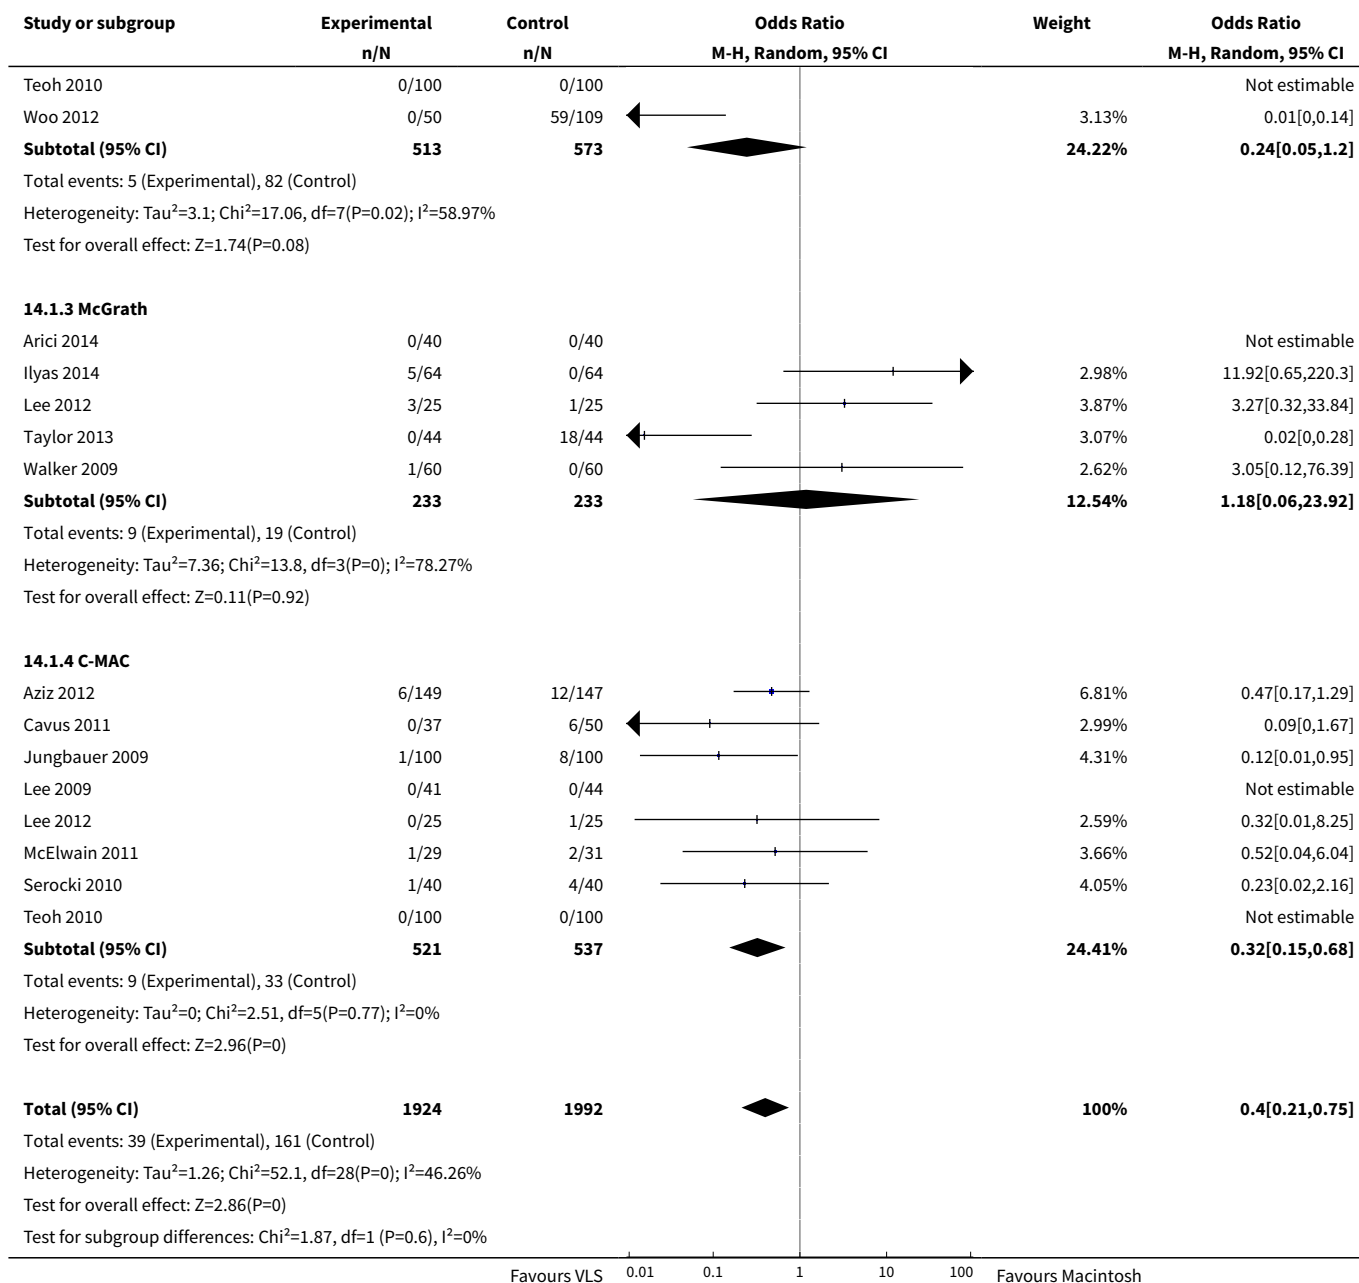 Study or subgroup Experimental Control Odds Ratio Weight Odds Ratio
n/N n/N M-H, Random, 95% CI M-H, Random, 95% CI
Teoh 2010 0/100 0/100 Not estimable
Woo 2012 0/50 59/109 3.13% 0.01[0,0.14]
Subtotal (95% CI) 513 573 24.22% 0.24[0.05,1.2]
Total events: 5 (Experimental), 82 (Control)
Heterogeneity: Tau²=3.1; Chi²=17.06, df=7(P=0.02); I²=58.97%
Test for overall effect: Z=1.74(P=0.08)
14.1.3 McGrath
Arici 2014 0/40 0/40 Not estimable
Ilyas 2014 5/64 0/64 2.98% 11.92[0.65,220.3]
Lee 2012 3/25 1/25 3.87% 3.27[0.32,33.84]
Taylor 2013 0/44 18/44 3.07% 0.02[0,0.28]
Walker 2009 1/60 0/60 2.62% 3.05[0.12,76.39]
Subtotal (95% CI) 233 233 12.54% 1.18[0.06,23.92]
Total events: 9 (Experimental), 19 (Control)
Heterogeneity: Tau²=7.36; Chi²=13.8, df=3(P=0); I²=78.27%
Test for overall effect: Z=0.11(P=0.92)
14.1.4 C-MAC
Aziz 2012 6/149 12/147 6.81% 0.47[0.17,1.29]
Cavus 2011 0/37 6/50 2.99% 0.09[0,1.67]
Jungbauer 2009 1/100 8/100 4.31% 0.12[0.01,0.95]
Lee 2009 0/41 0/44 Not estimable
Lee 2012 0/25 1/25 2.59% 0.32[0.01,8.25]
McElwain 2011 1/29 2/31 3.66% 0.52[0.04,6.04]
Serocki 2010 1/40 4/40 4.05% 0.23[0.02,2.16]
Teoh 2010 0/100 0/100 Not estimable
Subtotal (95% CI) 521 537 24.41% 0.32[0.15,0.68]
Total events: 9 (Experimental), 33 (Control)
Heterogeneity: Tau²=0; Chi²=2.51, df=5(P=0.77); I²=0%
Test for overall effect: Z=2.96(P=0)
Total (95% CI) 1924 1992 100% 0.4[0.21,0.75]
Total events: 39 (Experimental), 161 (Control)
Heterogeneity: Tau²=1.26; Chi²=52.1, df=28(P=0); I²=46.26%
Test for overall effect: Z=2.86(P=0)
Test for subgroup differences: Chi²=1.87, df=1 (P=0.6), I²=0%
Favours VLS 0.01 0.1 1 10 100 Favours Macintosh